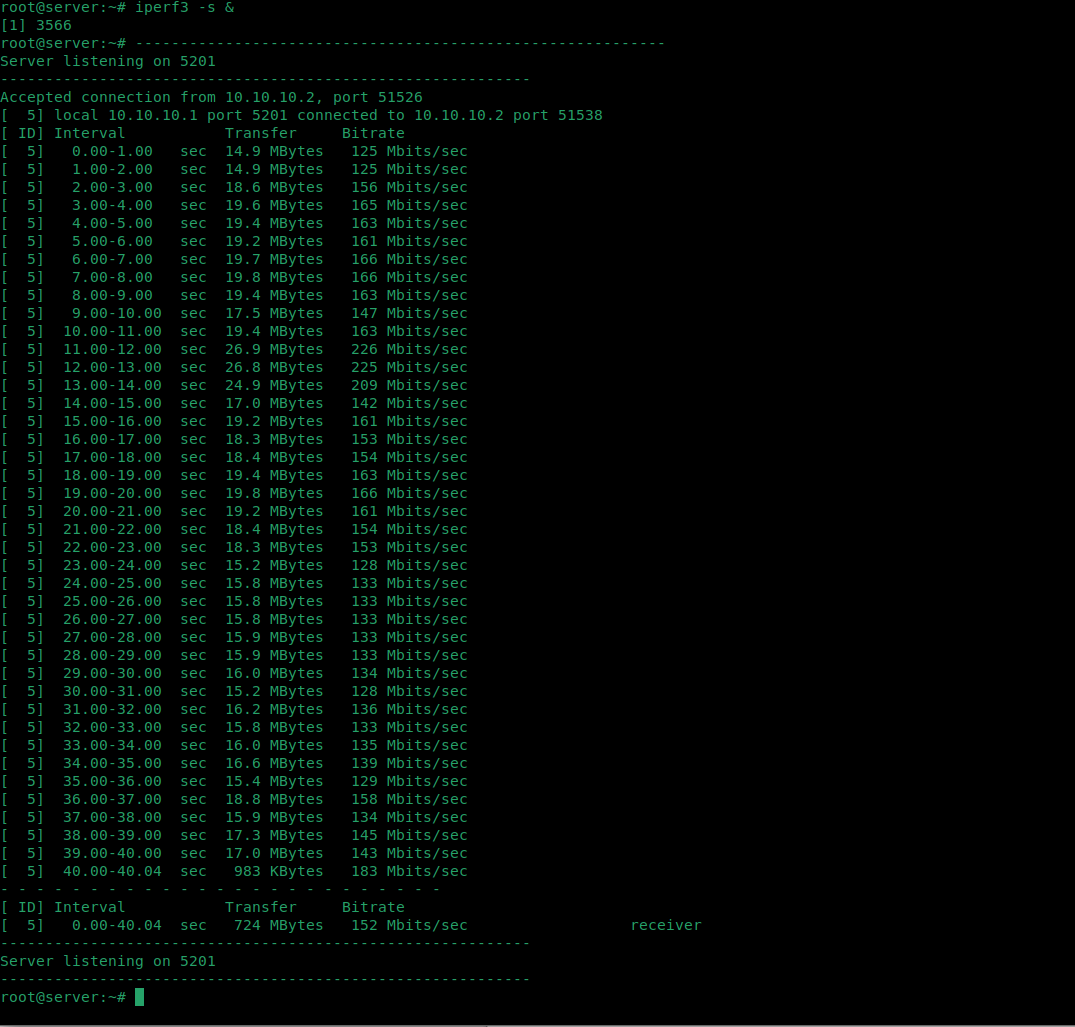 root@server:~# iperf3 -s &
[1] 3566
root@server:~# -----------------------------------------------------------
Server listening on 5201
-----------------------------------------------------------
Accepted connection from 10.10.10.2, port 51526
[  5] local 10.10.10.1 port 5201 connected to 10.10.10.2 port 51538
[ ID] Interval           Transfer     Bitrate
[  5]   0.00-1.00   sec  14.9 MBytes   125 Mbits/sec
[  5]   1.00-2.00   sec  14.9 MBytes   125 Mbits/sec
[  5]   2.00-3.00   sec  18.6 MBytes   156 Mbits/sec
[  5]   3.00-4.00   sec  19.6 MBytes   165 Mbits/sec
[  5]   4.00-5.00   sec  19.4 MBytes   163 Mbits/sec
[  5]   5.00-6.00   sec  19.2 MBytes   161 Mbits/sec
[  5]   6.00-7.00   sec  19.7 MBytes   166 Mbits/sec
[  5]   7.00-8.00   sec  19.8 MBytes   166 Mbits/sec
[  5]   8.00-9.00   sec  19.4 MBytes   163 Mbits/sec
[  5]   9.00-10.00  sec  17.5 MBytes   147 Mbits/sec
[  5]  10.00-11.00  sec  19.4 MBytes   163 Mbits/sec
[  5]  11.00-12.00  sec  26.9 MBytes   226 Mbits/sec
[  5]  12.00-13.00  sec  26.8 MBytes   225 Mbits/sec
[  5]  13.00-14.00  sec  24.9 MBytes   209 Mbits/sec
[  5]  14.00-15.00  sec  17.0 MBytes   142 Mbits/sec
[  5]  15.00-16.00  sec  19.2 MBytes   161 Mbits/sec
[  5]  16.00-17.00  sec  18.3 MBytes   153 Mbits/sec
[  5]  17.00-18.00  sec  18.4 MBytes   154 Mbits/sec
[  5]  18.00-19.00  sec  19.4 MBytes   163 Mbits/sec
[  5]  19.00-20.00  sec  19.8 MBytes   166 Mbits/sec
[  5]  20.00-21.00  sec  19.2 MBytes   161 Mbits/sec
[  5]  21.00-22.00  sec  18.4 MBytes   154 Mbits/sec
[  5]  22.00-23.00  sec  18.3 MBytes   153 Mbits/sec
[  5]  23.00-24.00  sec  15.2 MBytes   128 Mbits/sec
[  5]  24.00-25.00  sec  15.8 MBytes   133 Mbits/sec
[  5]  25.00-26.00  sec  15.8 MBytes   133 Mbits/sec
[  5]  26.00-27.00  sec  15.8 MBytes   133 Mbits/sec
[  5]  27.00-28.00  sec  15.9 MBytes   133 Mbits/sec
[  5]  28.00-29.00  sec  15.9 MBytes   133 Mbits/sec
[  5]  29.00-30.00  sec  16.0 MBytes   134 Mbits/sec
[  5]  30.00-31.00  sec  15.2 MBytes   128 Mbits/sec
[  5]  31.00-32.00  sec  16.2 MBytes   136 Mbits/sec
[  5]  32.00-33.00  sec  15.8 MBytes   133 Mbits/sec
[  5]  33.00-34.00  sec  16.0 MBytes   135 Mbits/sec
[  5]  34.00-35.00  sec  16.6 MBytes   139 Mbits/sec
[  5]  35.00-36.00  sec  15.4 MBytes   129 Mbits/sec
[  5]  36.00-37.00  sec  18.8 MBytes   158 Mbits/sec
[  5]  37.00-38.00  sec  15.9 MBytes   134 Mbits/sec
[  5]  38.00-39.00  sec  17.3 MBytes   145 Mbits/sec
[  5]  39.00-40.00  sec  17.0 MBytes   143 Mbits/sec
[  5]  40.00-40.04  sec   983 KBytes   183 Mbits/sec
- - - - - - - - - - - - - - - - - - - - - - - - -
[ ID] Interval           Transfer     Bitrate
[  5]   0.00-40.04  sec   724 MBytes   152 Mbits/sec                  receiver
-----------------------------------------------------------
Server listening on 5201
-----------------------------------------------------------
root@server:~#